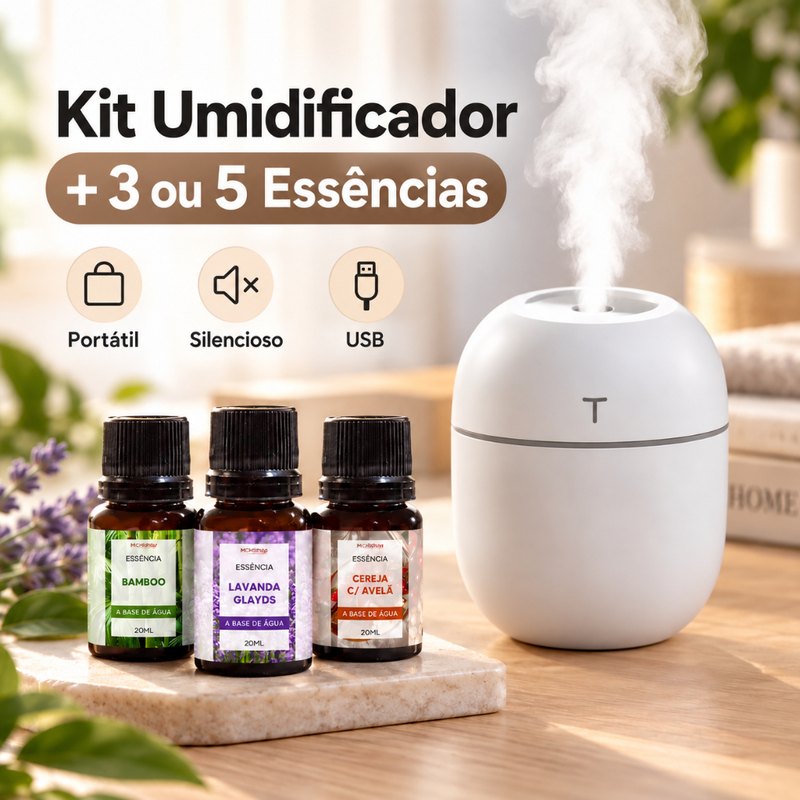 Kit Umidificador
+ 3 ou 5 Essências
Portátil
Silencioso
USB
T
HOME
ESSÊNCIA
BAMBOO
A BASE DE ÁGUA
20ML
ESSÊNCIA
LAVANDA
GLAYDS
A BASE DE ÁGUA
20ML
ESSÊNCIA
CEREJA
C/ AVELÃ
A BASE DE ÁGUA
20ML